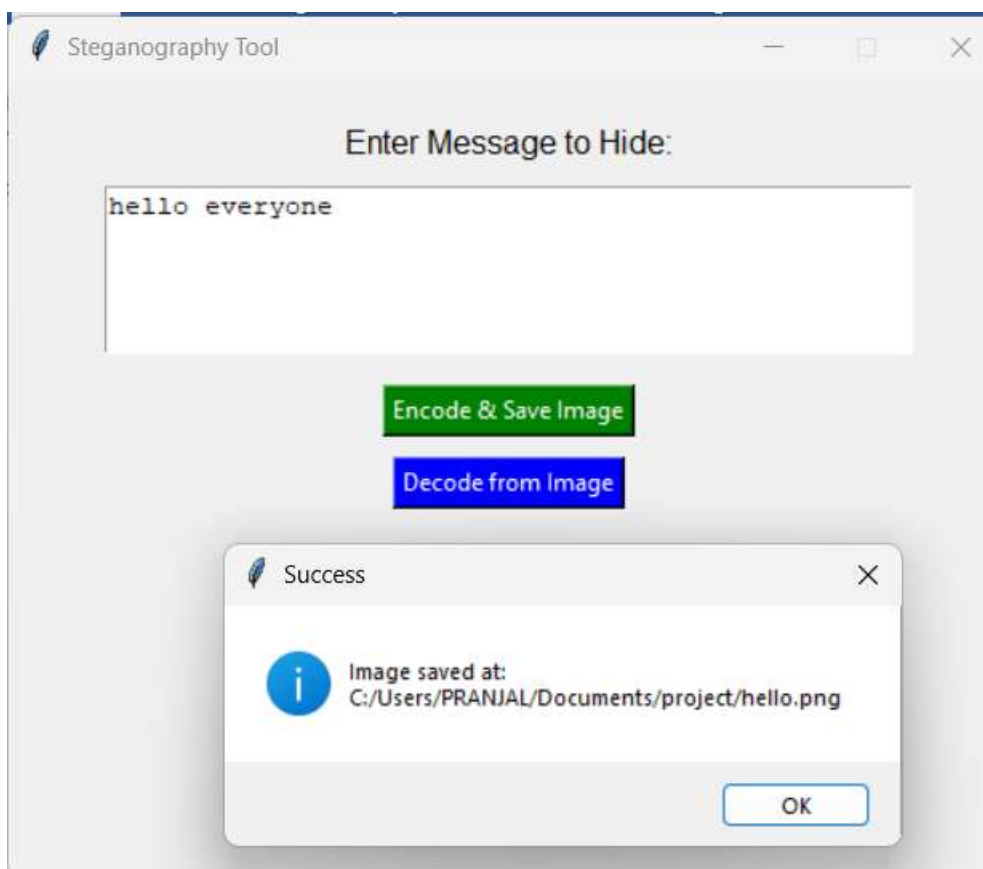 Steganography Tool
Enter Message to Hide:
hello everyone
Encode & Save Image
Decode from Image
Success
Image saved at:
C:/Users/PRANJAL/Documents/project/hello.png
OK